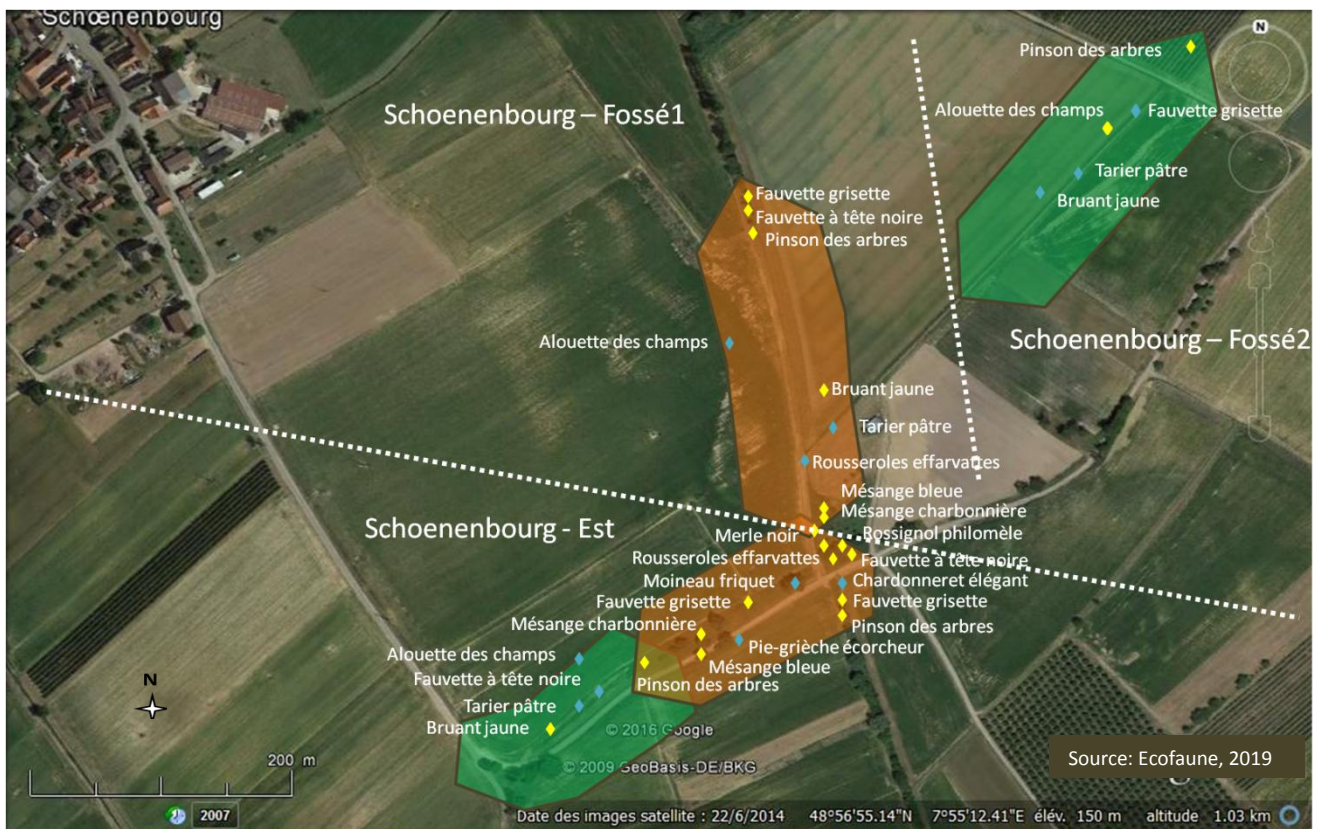 Schœnenbourg
N
Pinson des arbres
Schoenenbourg – Fossé1
Alouette des champs
Fauvette grisette
Tarier pâtre
Bruant jaune
Fauvette grisette
Fauvette à tête noire
Pinson des arbres
Alouette des champs
Schoenenbourg – Fossé2
Bruant jaune
Tarier pâtre
Rousseroles effarvattes
Mésange bleue
Mésange charbonnière
Schoenenbourg - Est
Merle noir
Rossignol philomèle
Rousseroles effarvattes
Fauvette à tête noire
Moineau friquet
Chardonneret élégant
Fauvette grisette
Fauvette grisette
Mésange charbonnière
Pinson des arbres
Pie-grièche écorcheur
Alouette des champs
Mésange bleue
Fauvette à tête noire
Pinson des arbres
N
Tarier pâtre
Bruant jaune
© 2016 Google
200 m
© 2009 GeoBasis-DE/BKG
Source: Ecofaune, 2019
2007
Date des images satellite : 22/6/2014 48°56'55.14"N 7°55'12.41"E élév. 150 m altitude 1.03 km